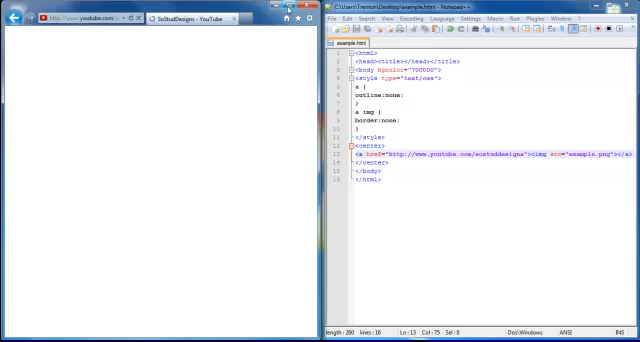 http://www.youtube.com
SoStudDesigns - YouTube
C:\Users\Trenton\Desktop\example.html - Notepad++
File Edit Search View Encoding Language Settings Macro Run Plugins Window ?
example.html
1 <html>
2 <head><title></head></title>
3 <body bgcolor="700000">
4 <style type="text/css">
5 a {
6 outline:none;
7 }
8 a img {
9 border:none;
10 }
11 </style>
12 <center>
13 <a href="http://www.youtube.com/sostuddesigns"><img src="example.png"></a>
14 </center>
15 </body>
16 </html>
length : 260 lines : 16 Ln : 13 Col : 75 Sel : 0 Dos\Windows ANSI INS